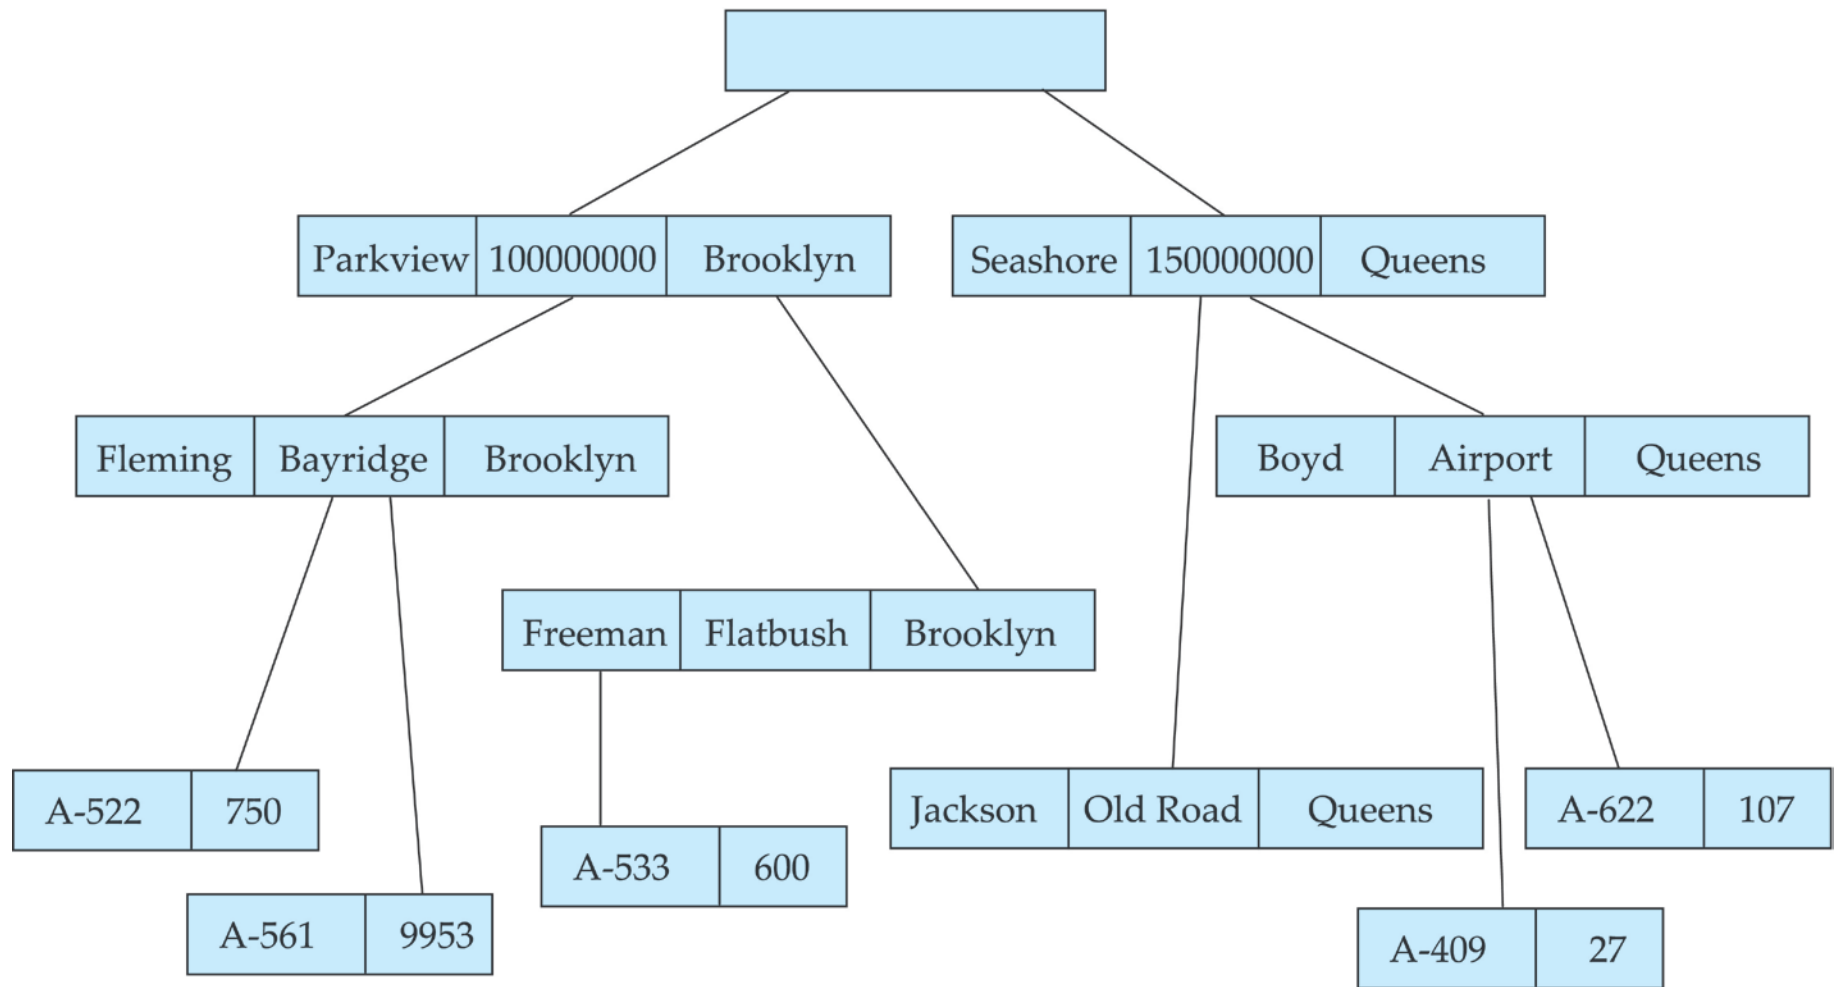 Parkview 100000000 Brooklyn
Seashore 150000000 Queens
Fleming Bayridge Brooklyn
Boyd Airport Queens
Freeman Flatbush Brooklyn
A-522 750
Jackson Old Road Queens
A-622 107
A-533 600
A-561 9953
A-409 27